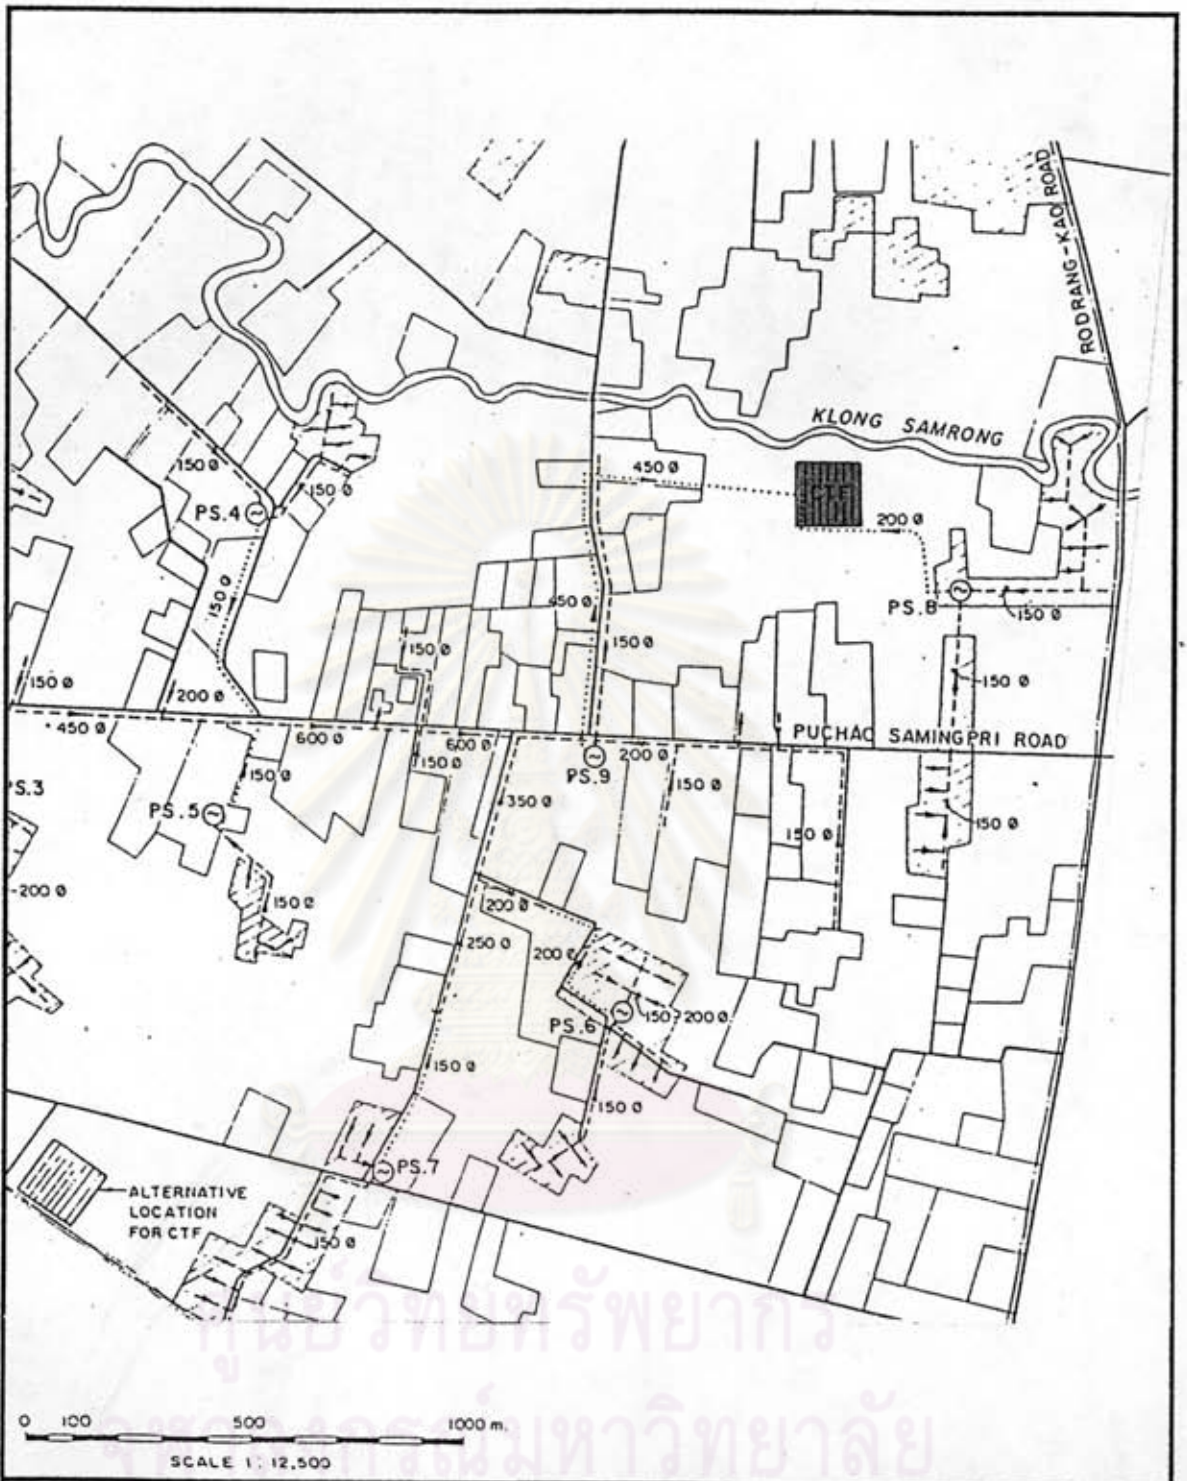 RODRANG-KAO ROAD
KLONG SAMRONG
150 Ø
450 Ø
CTF
150 Ø
PS.4
200 Ø
150 Ø
PS.8
450 Ø
150 Ø
150 Ø
150 Ø
150 Ø
150 Ø
200 Ø
150 Ø
450 Ø
600 Ø
600 Ø
PUCHAO SAMINGPRI ROAD
200 Ø
150 Ø
150 Ø
PS.9
PS.3
150 Ø
350 Ø
PS.5
150 Ø
150 Ø
200 Ø
150 Ø
200 Ø
250 Ø
200 Ø
PS.6
150-200 Ø
150 Ø
150 Ø
PS.7
ALTERNATIVE
LOCATION
FOR CTF
150 Ø
ศูนย์วิทยทรัพยากร
จุฬาลงกรณ์มหาวิทยาลัย
0 100 500 1000 m.
SCALE 1 : 12,500